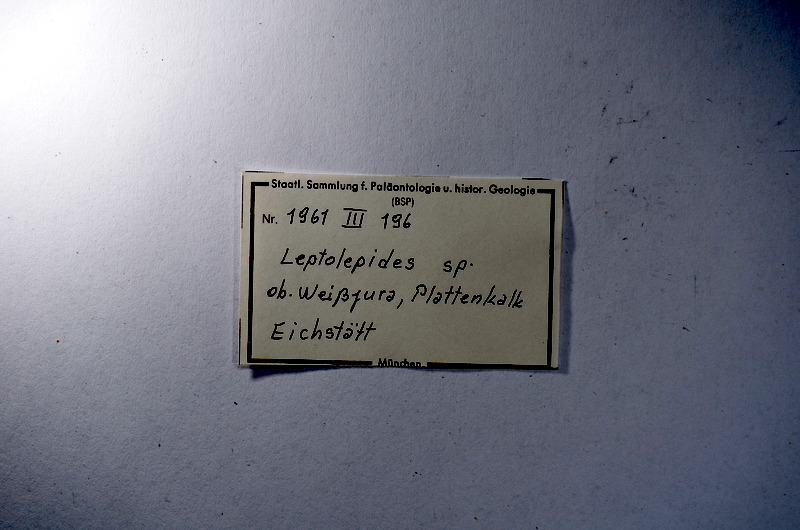 Staatl. Sammlung f. Paläontologie u. histor. Geologie
(BSP)
Nr. 1961 III 196
Leptolepides sp.
ob. Weißjura, Plattenkalk
Eichstätt
München